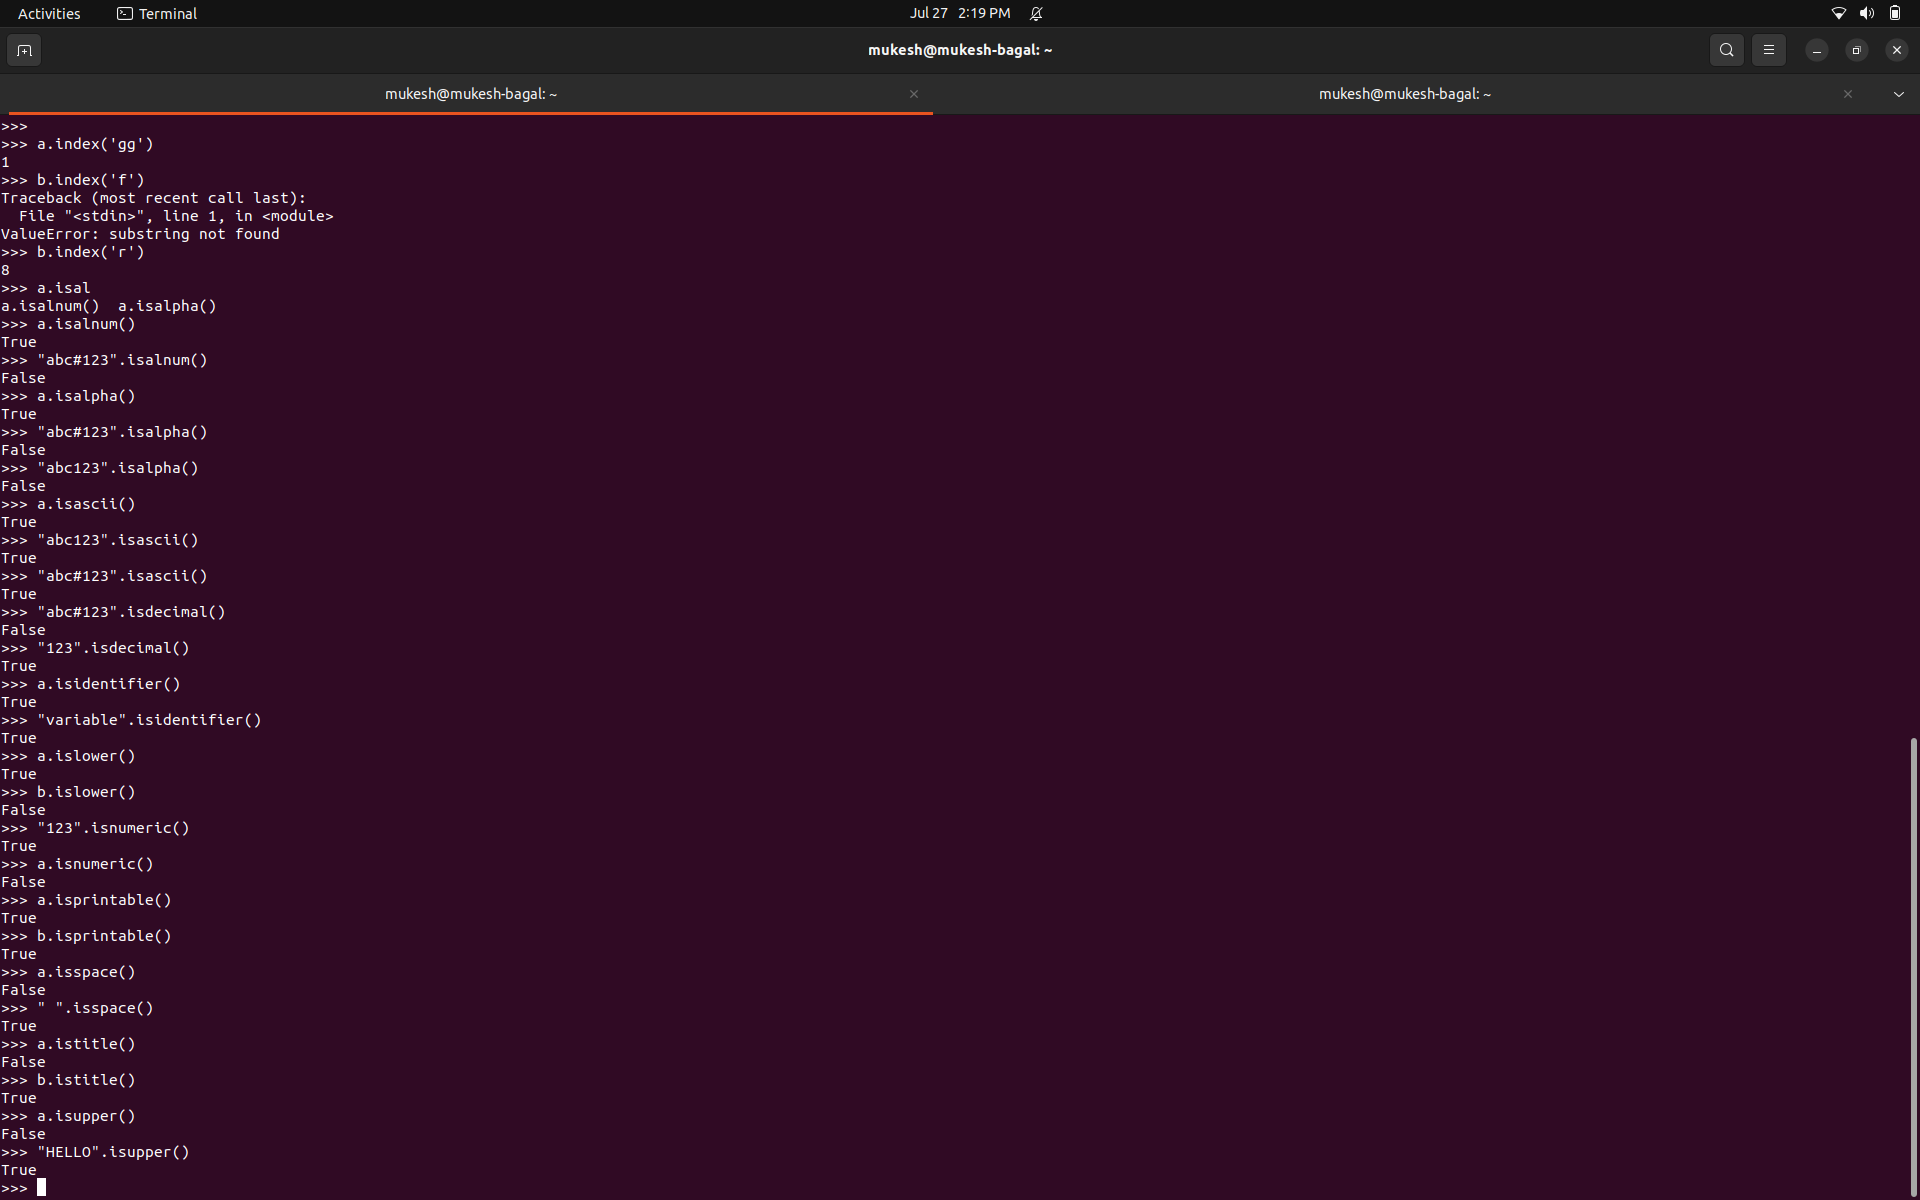 Activities
Terminal
Jul 27 2:19 PM
mukesh@mukesh-bagal: ~
mukesh@mukesh-bagal: ~
mukesh@mukesh-bagal: ~
>>>
>>> a.index('gg')
1
>>> b.index('f')
Traceback (most recent call last):
  File "<stdin>", line 1, in <module>
ValueError: substring not found
>>> b.index('r')
8
>>> a.isal
a.isalnum()  a.isalpha()
>>> a.isalnum()
True
>>> "abc#123".isalnum()
False
>>> a.isalpha()
True
>>> "abc#123".isalpha()
False
>>> "abc123".isalpha()
False
>>> a.isascii()
True
>>> "abc123".isascii()
True
>>> "abc#123".isascii()
True
>>> "abc#123".isdecimal()
False
>>> "123".isdecimal()
True
>>> a.isidentifier()
True
>>> "variable".isidentifier()
True
>>> a.islower()
True
>>> b.islower()
False
>>> "123".isnumeric()
True
>>> a.isnumeric()
False
>>> a.isprintable()
True
>>> b.isprintable()
True
>>> a.isspace()
False
>>> " ".isspace()
True
>>> a.istitle()
False
>>> b.istitle()
True
>>> a.isupper()
False
>>> "HELLO".isupper()
True
>>>